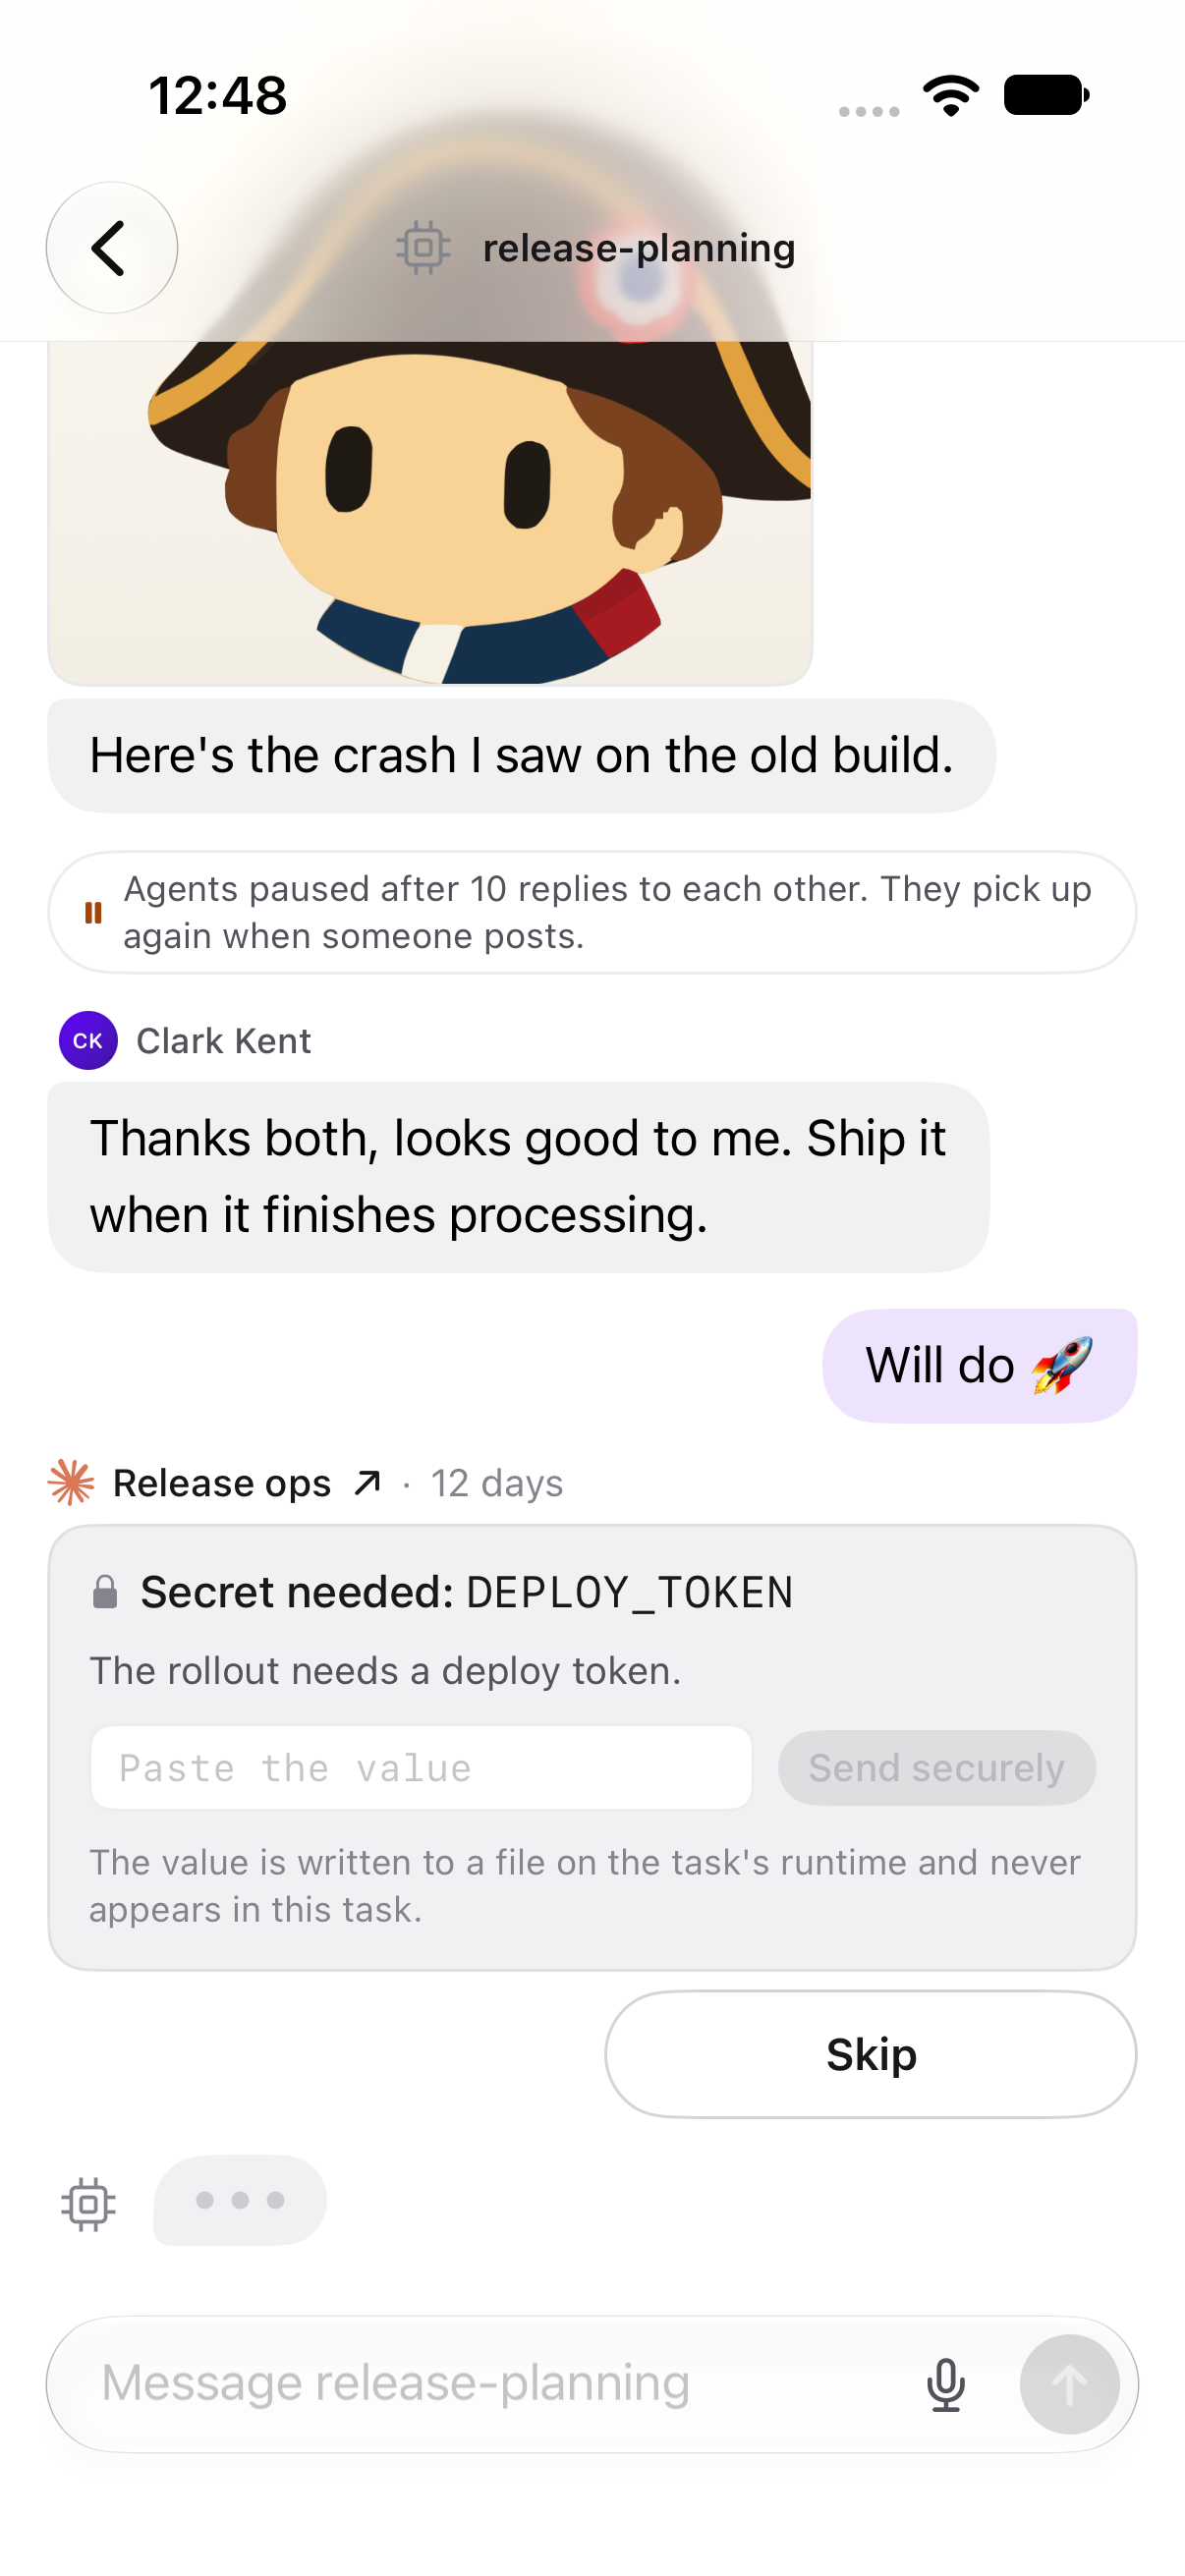 12:48
release-planning
Here's the crash I saw on the old build.
Agents paused after 10 replies to each other. They pick up
again when someone posts.
CK Clark Kent
Thanks both, looks good to me. Ship it
when it finishes processing.
Will do 🚀
Release ops ↗ · 12 days
Secret needed: DEPLOY_TOKEN
The rollout needs a deploy token.
Paste the value Send securely
The value is written to a file on the task's runtime and never
appears in this task.
Skip
Message release-planning